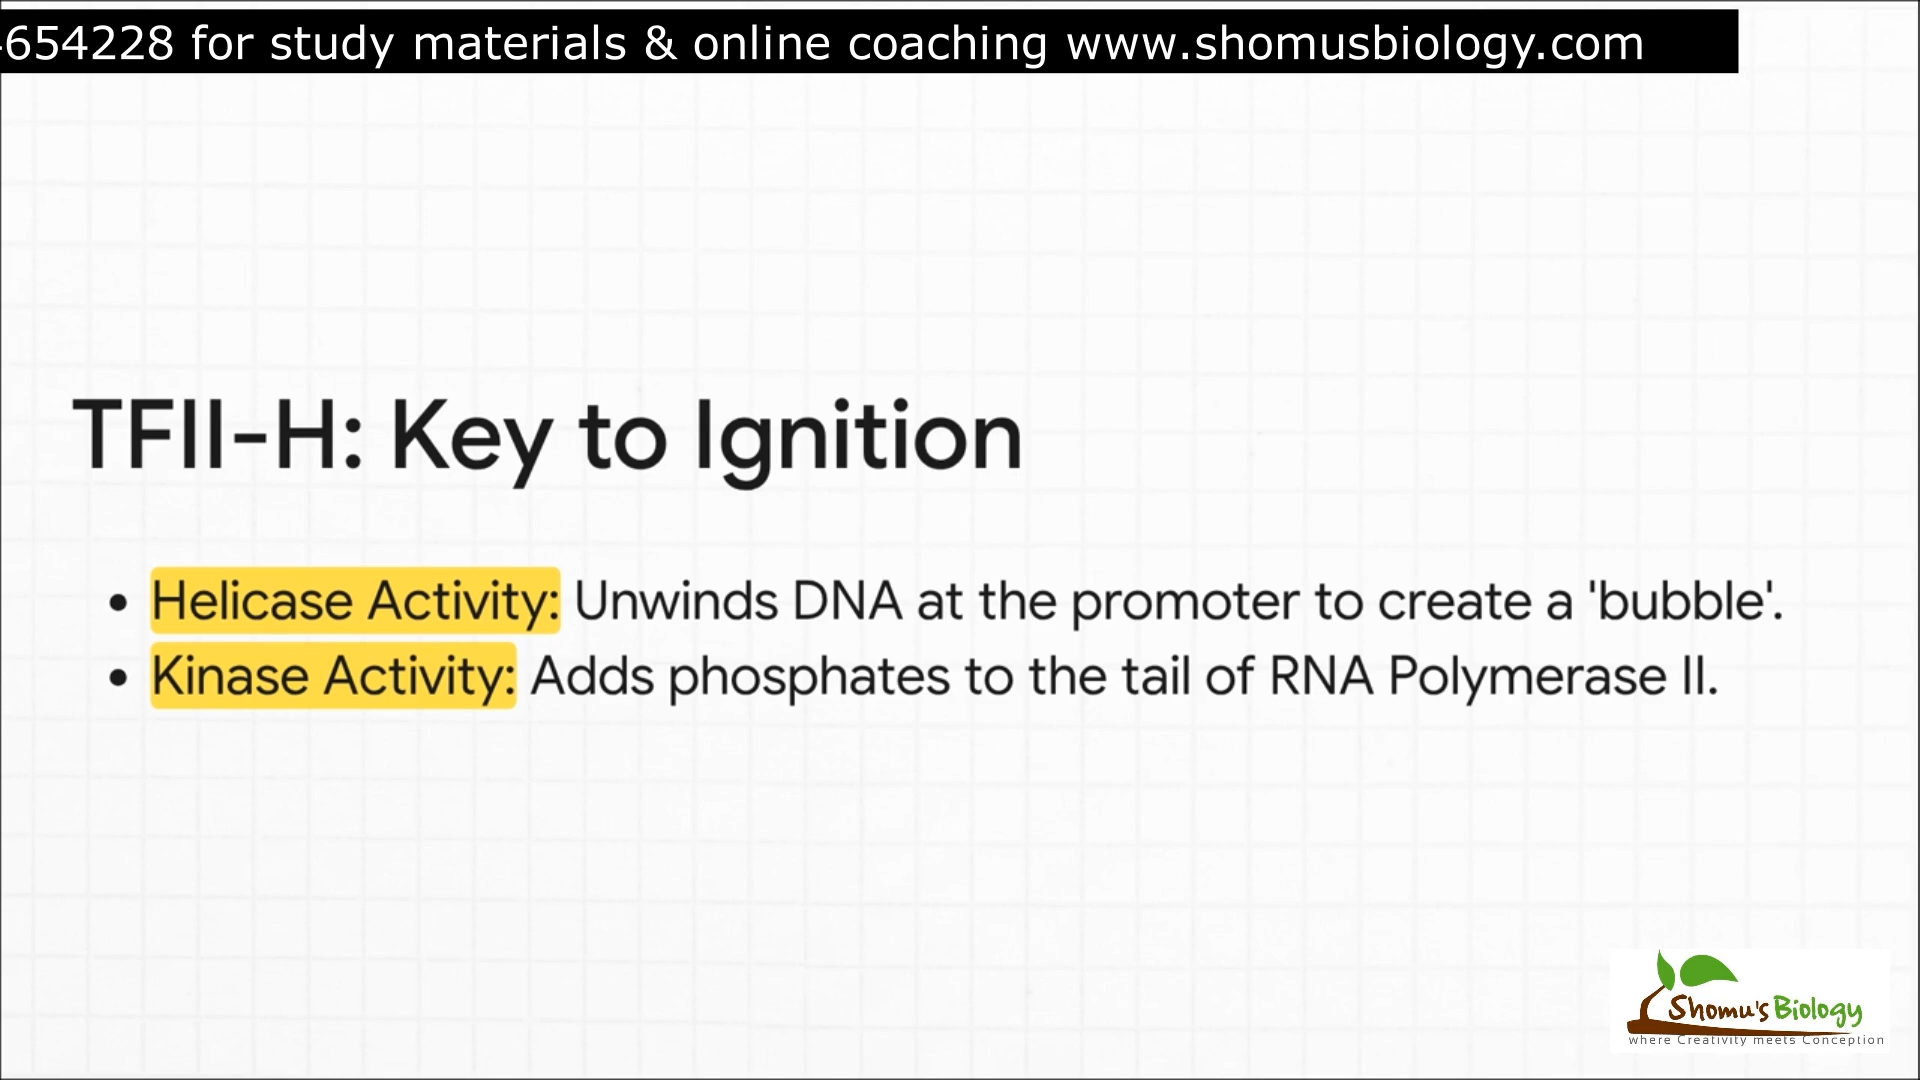 -654228 for study materials & online coaching www.shomusbiology.com
TFII-H: Key to Ignition
• Helicase Activity: Unwinds DNA at the promoter to create a 'bubble'.
• Kinase Activity: Adds phosphates to the tail of RNA Polymerase II.
Shomu's Biology
where Creativity meets Conception